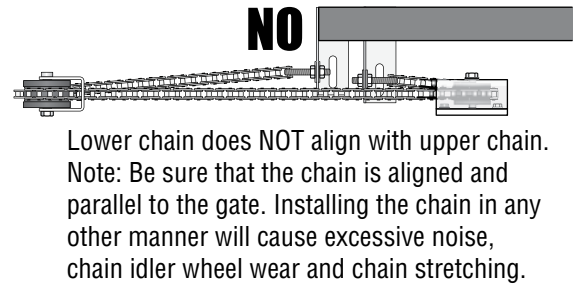 NO
Lower chain does NOT align with upper chain.
Note: Be sure that the chain is aligned and
parallel to the gate. Installing the chain in any
other manner will cause excessive noise,
chain idler wheel wear and chain stretching.